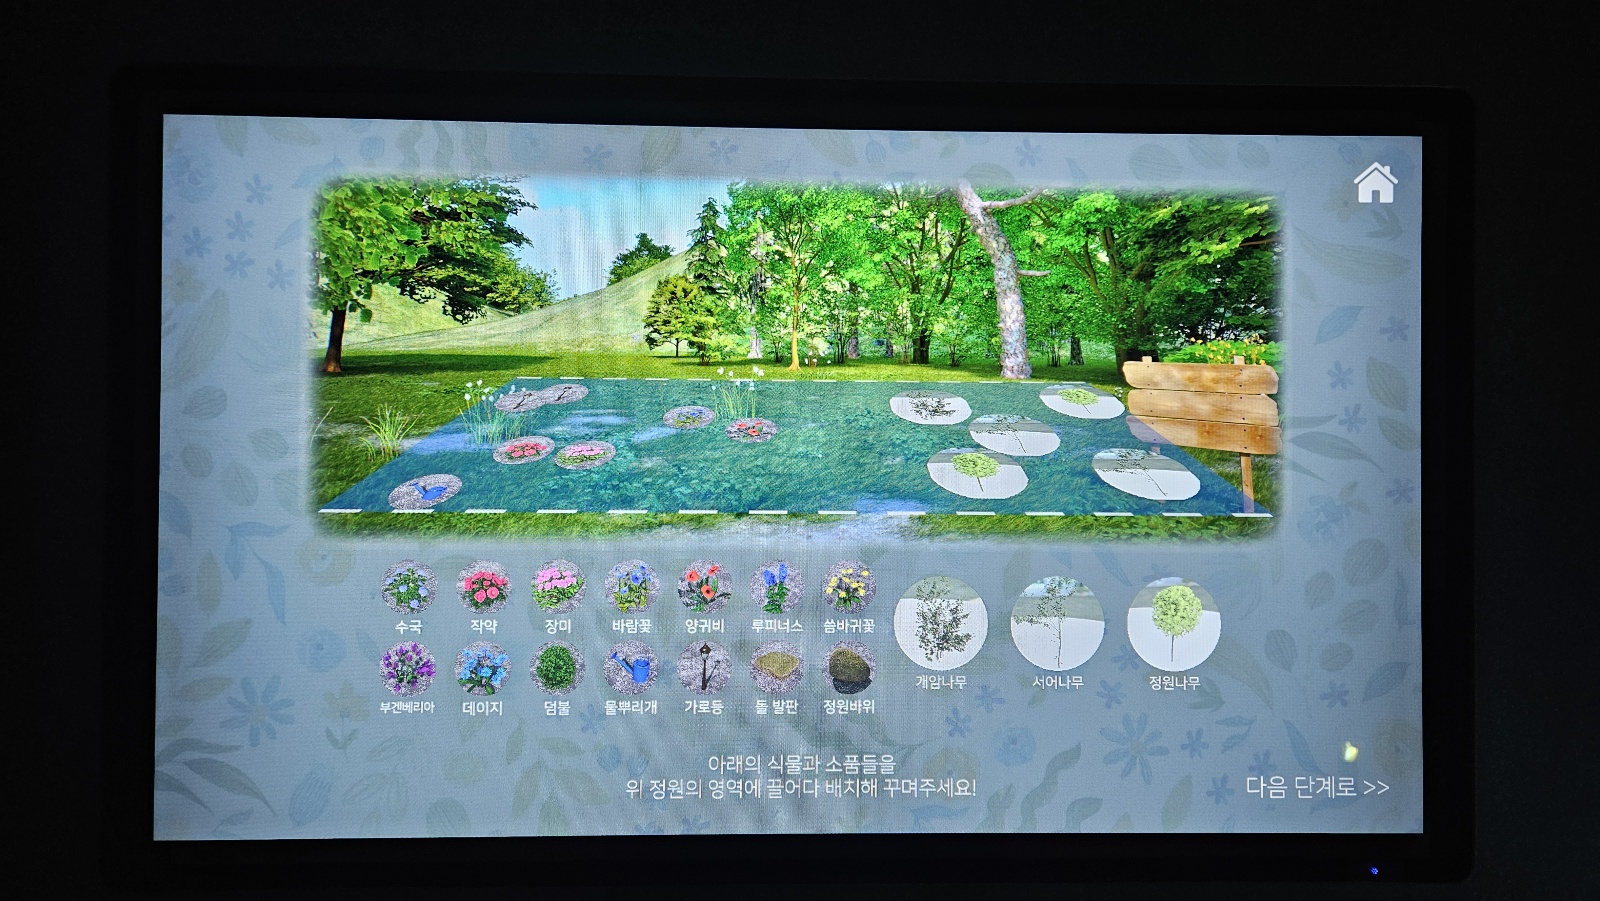 수국 작약 장미 바람꽃 양귀비 루피너스 씀바귀꽃
부겐베리아 데이지 덤불 물뿌리개 가로등 돌 발판 정원바위
개암나무 서어나무 정원나무
아래의 식물과 소품들을
위 정원의 영역에 끌어다 배치해 꾸며주세요!
다음 단계로 >>